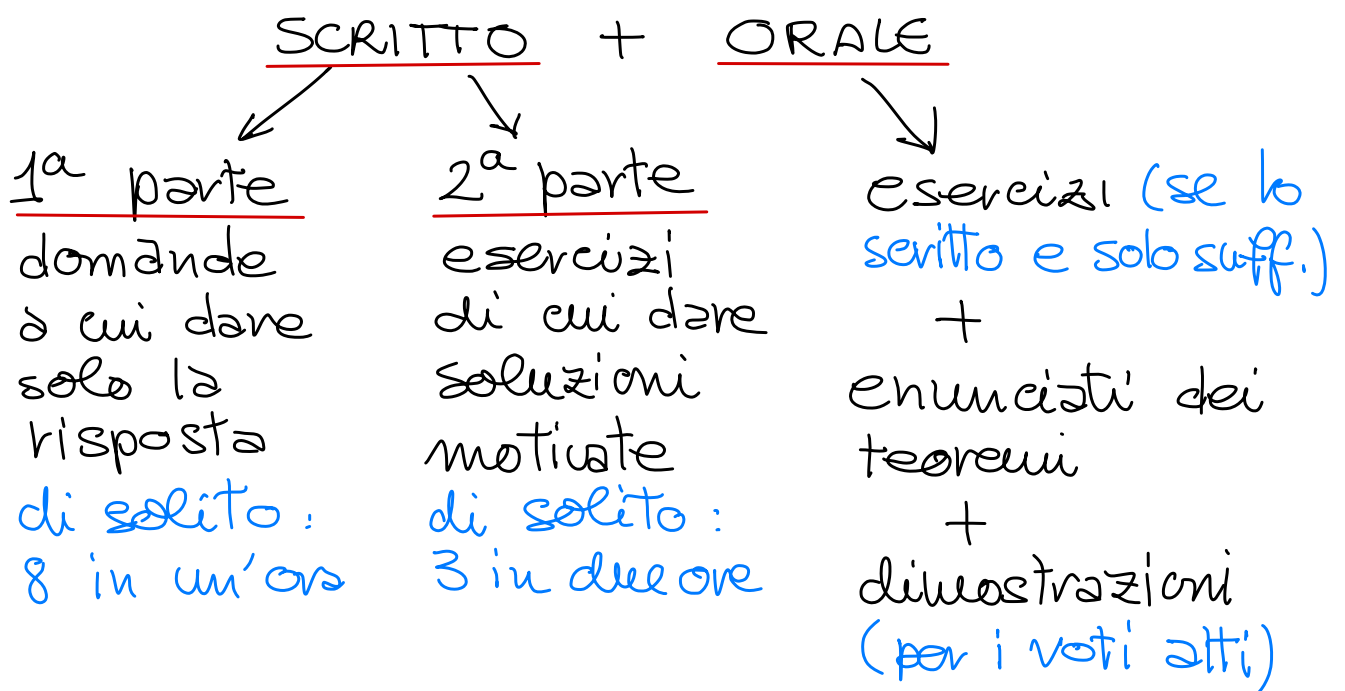 SCRITTO + ORALE
1ª parte
domande
a cui dare
solo la
risposta
di solito:
8 in un'ora
2ª parte
esercizi
di cui dare
soluzioni
motivate
di solito:
3 in due ore
esercizi (se lo
scritto e solo suff.)
+
enunciati dei
teoremi
+
dimostrazioni
(per i voti alti)